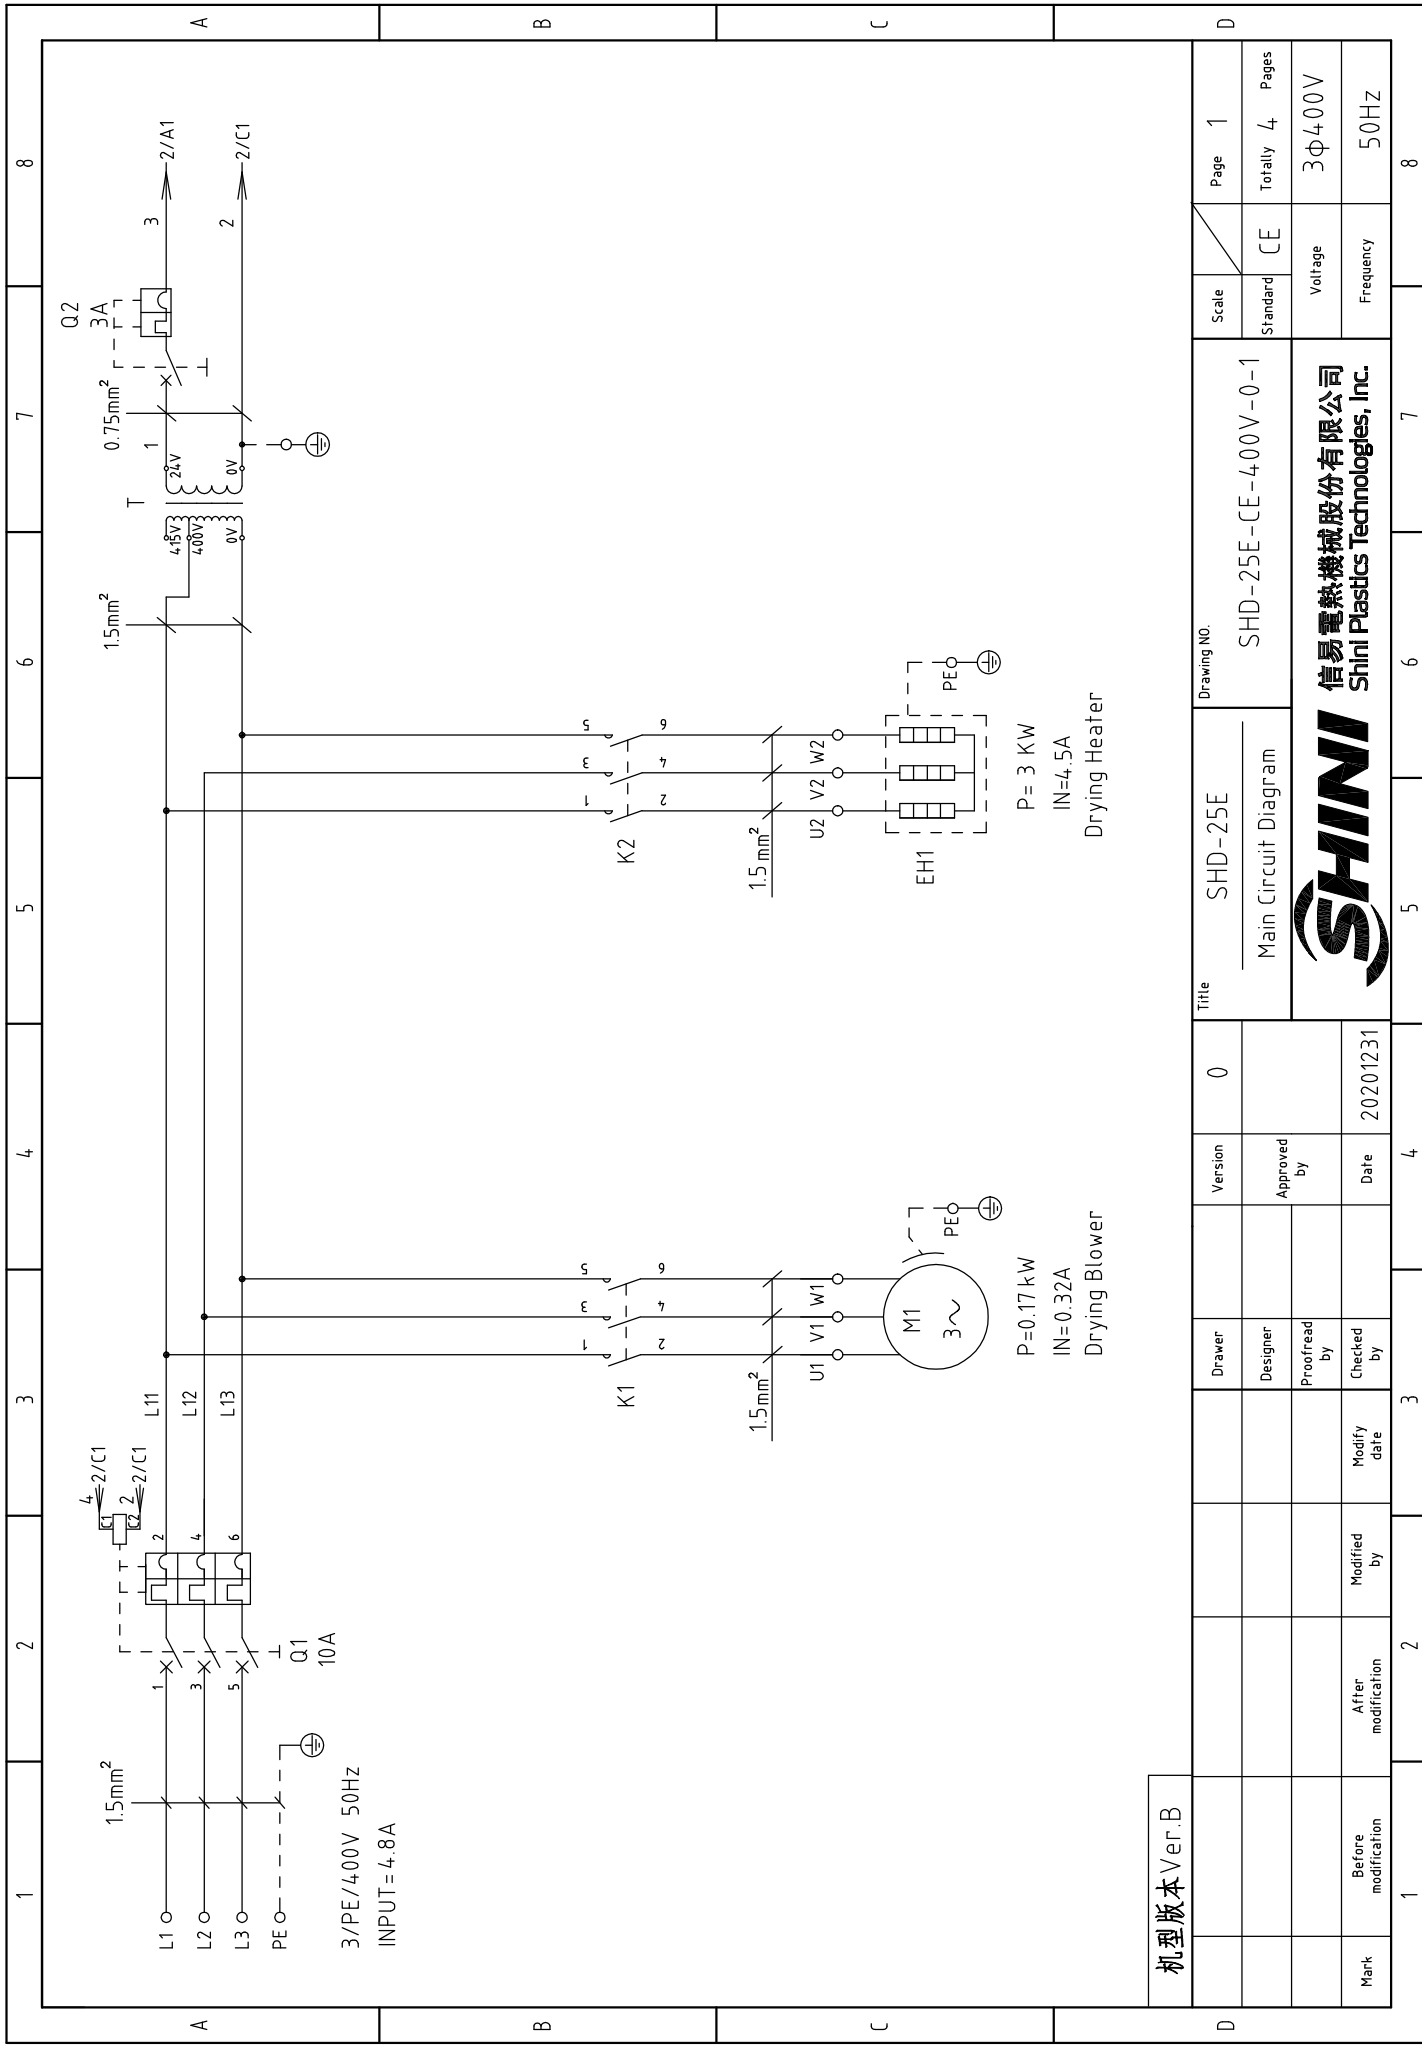 1 2 3 4 5 6 7 8
A
B
C
D
L1
L2
L3
PE
1.5mm²
3/PE/400V 50Hz
INPUT=4.8A
1
3
5
Q1
10A
2
4
6
C1
C2
4
2/C1
2
2/C1
L11
L12
L13
K1
1 3 5
2 4 6
1.5mm²
U1 V1 W1
M1
3~
PE
P=0.17kW
IN=0.32A
Drying Blower
K2
1 3 5
2 4 6
1.5mm²
U2 V2 W2
EH1
PE
P= 3 KW
IN=4.5A
Drying Heater
1.5mm²
T
415V
400V
0V
24V
0V
1
0.75mm²
Q2
3A
3
2/A1
2
2/C1
机型版本Ver.B
Mark
Before
modification
After
modification
Modified
by
Modify
date
Drawer
Designer
Proofread
by
Checked
by
Version
0
Approved
by
Date
20201231
Title
SHD-25E
Main Circuit Diagram
Drawing NO.
SHD-25E-CE-400V-0-1
SHINI
信易電熱機械股份有限公司
Shini Plastics Technologies, Inc.
Scale
Page 1
Standard
CE
Totally 4 Pages
Voltage
3φ400V
Frequency
50Hz
A
B
C
D
1 2 3 4 5 6 7 8